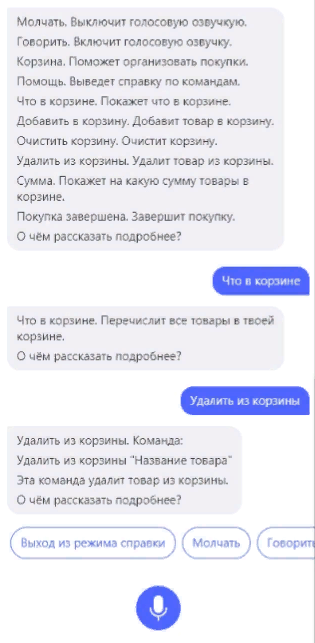 Молчать. Выключит голосовую озвучкую.
Говорить. Включит голосовую озвучку.
Корзина. Поможет организовать покупки.
Помощь. Выведет справку по командам.
Что в корзине. Покажет что в корзине.
Добавить в корзину. Добавит товар в корзину.
Очистить корзину. Очистит корзину.
Удалить из корзины. Удалит товар из корзины.
Сумма. Покажет на какую сумму товары в
корзине.
Покупка завершена. Завершит покупку.
О чём рассказать подробнее?
Что в корзине
Что в корзине. Перечислит все товары в твоей
корзине.
О чём рассказать подробнее?
Удалить из корзины
Удалить из корзины. Команда:
Удалить из корзины "Название товара"
Эта команда удалит товар из корзины.
О чём рассказать подробнее?
Выход из режима справки Молчать Говорить